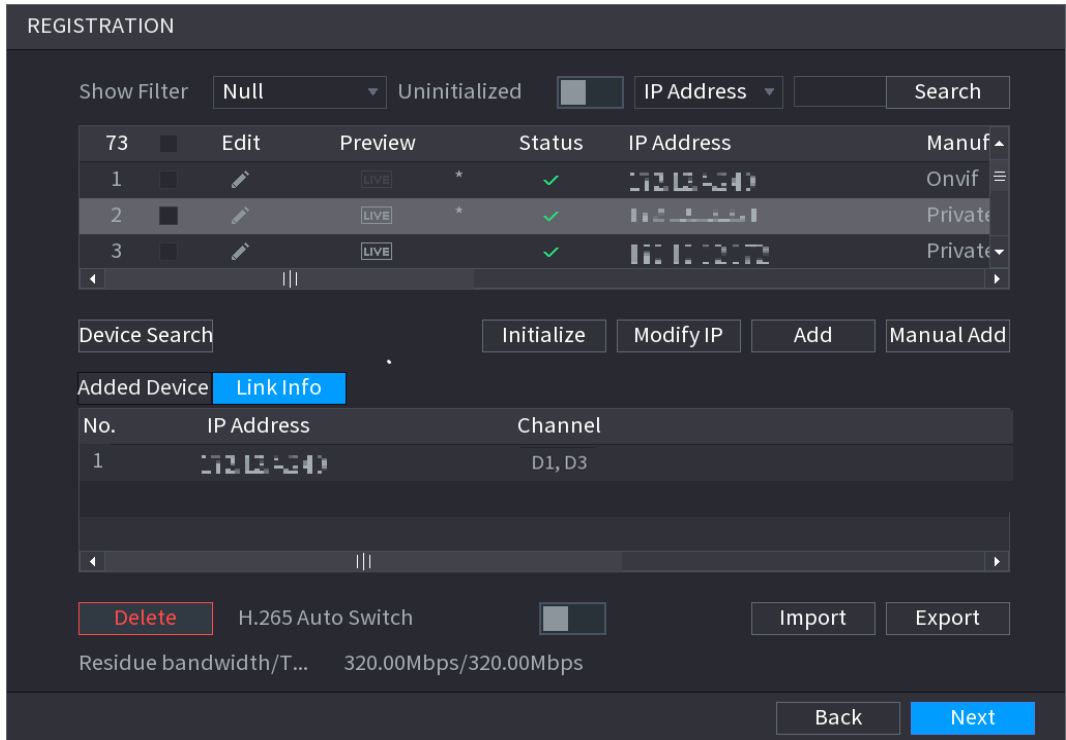 REGISTRATION
Show Filter Null Uninitialized IP Address Search
73 Edit Preview Status IP Address Manuf
1 LIVE * Onvif
2 LIVE * Private
3 LIVE Private
Device Search Initialize Modify IP Add Manual Add
Added Device Link Info
No. IP Address Channel
1 D1, D3
Delete H.265 Auto Switch Import Export
Residue bandwidth/T... 320.00Mbps/320.00Mbps
Back Next